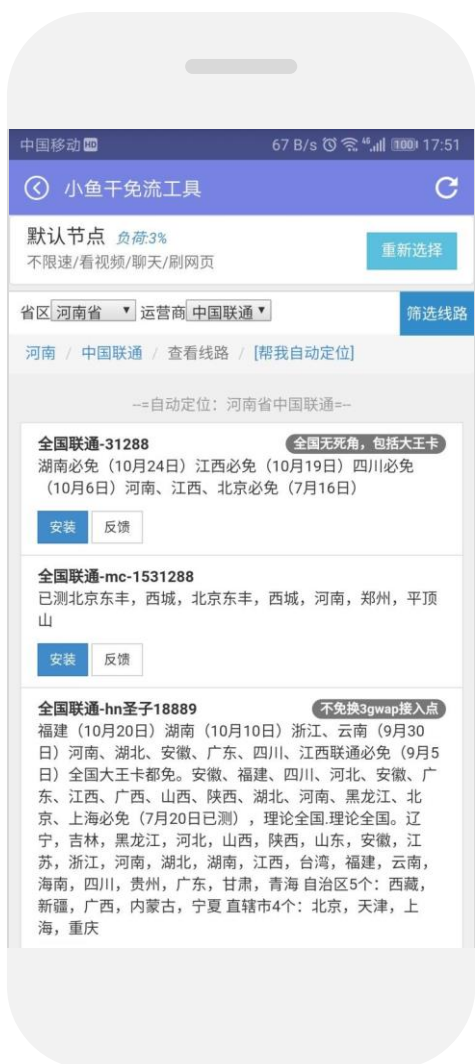 中国移动 HD 67 B/s 46 100 17:51
小鱼干免流工具
默认节点 负荷:3%
不限速/看视频/聊天/刷网页
重新选择
省区 河南省 运营商 中国联通 筛选线路
河南 / 中国联通 / 查看线路 / [帮我自动定位]
--=自动定位：河南省中国联通=--
全国联通-31288 全国无死角，包括大王卡
湖南必免（10月24日）江西必免（10月19日）四川必免
（10月6日）河南、江西、北京必免（7月16日）
安装 反馈
全国联通-mc-1531288
已测北京东丰，西城，北京东丰，西城，河南，郑州，平顶
山
安装 反馈
全国联通-hn圣子18889 不免换3gwap接入点
福建（10月20日）湖南（10月10日）浙江、云南（9月30
日）河南、湖北、安徽、广东、四川、江西联通必免（9月5
日）全国大王卡都免。安徽、福建、四川、河北、安徽、广
东、江西、广西、山西、陕西、湖北、河南、黑龙江、北
京、上海必免（7月20日已测），理论全国.理论全国。辽
宁，吉林，黑龙江，河北，山西，陕西，山东，安徽，江
苏，浙江，河南，湖北，湖南，江西，台湾，福建，云南，
海南，四川，贵州，广东，甘肃，青海 自治区5个：西藏，
新疆，广西，内蒙古，宁夏 直辖市4个：北京，天津，上
海，重庆